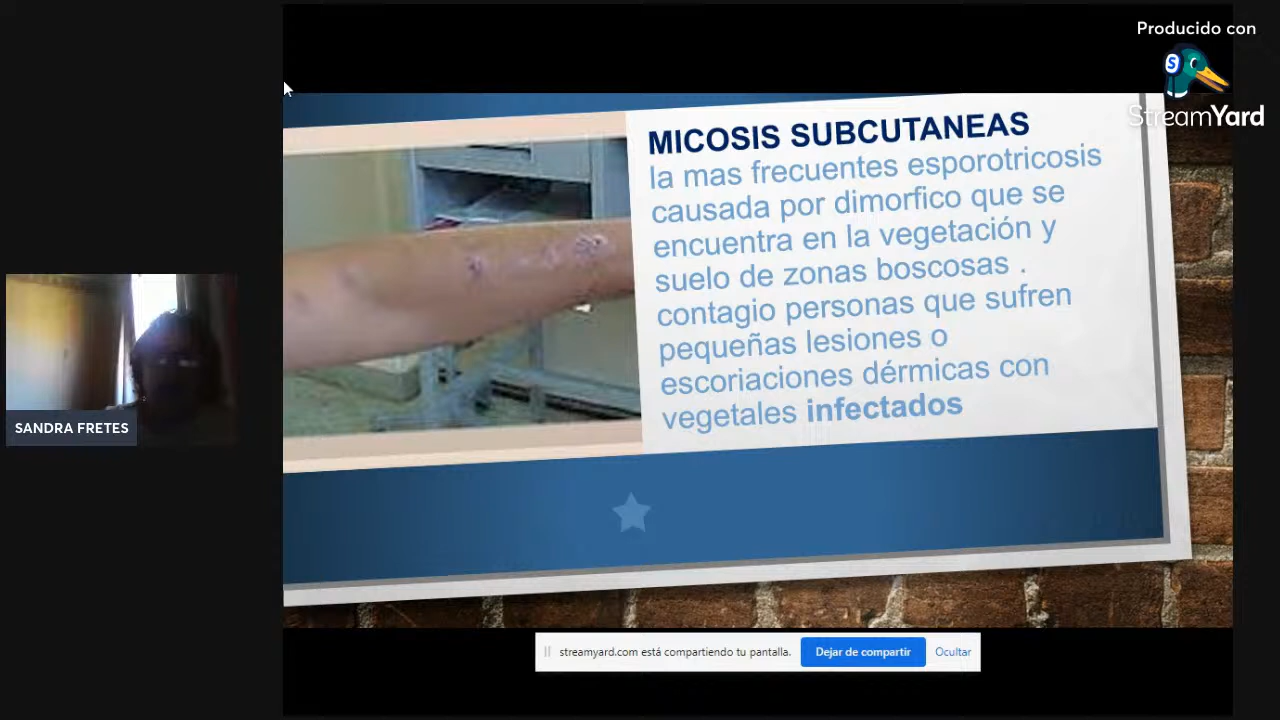 Producido con
StreamYard
MICOSIS SUBCUTANEAS
la mas frecuentes esporotricosis
causada por dimorfico que se
encuentra en la vegetación y
suelo de zonas boscosas .
contagio personas que sufren
pequeñas lesiones o
escoriaciones dérmicas con
vegetales infectados
SANDRA FRETES
streamyard.com está compartiendo tu pantalla.
Dejar de compartir
Ocultar